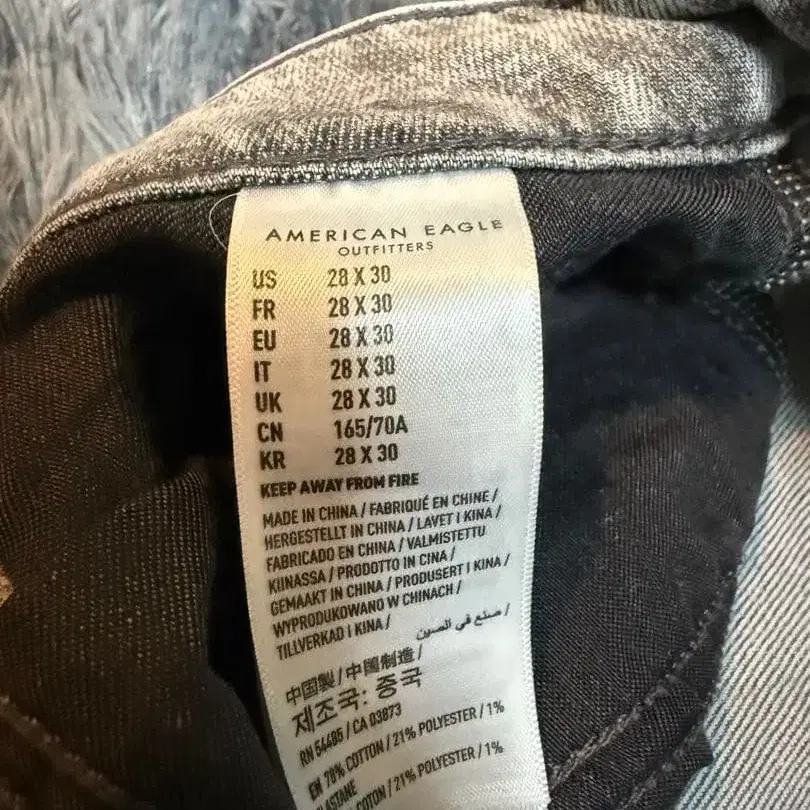 AMERICAN EAGLE
OUTFITTERS
US 28 X 30
FR 28 X 30
EU 28 X 30
IT 28 X 30
UK 28 X 30
CN 165/70A
KR 28 X 30
KEEP AWAY FROM FIRE
MADE IN CHINA / FABRIQUÉ EN CHINE /
HERGESTELLT IN CHINA / LAVET I KINA /
FABRICADO EN CHINA / VALMISTETTU
KIINASSA / PRODOTTO IN CINA /
GEMAAKT IN CHINA / PRODUSERT I KINA /
WYPRODUKOWANO W CHINACH /
TILLVERKAD I KINA / صنع في الصين /
中国製 / 中国制造 /
제조국: 중국
RN 54485 / CA 03873
EN 78% COTTON / 21% POLYESTER / 1%
ELASTANE
COTON / 21% POLYESTER / 1%